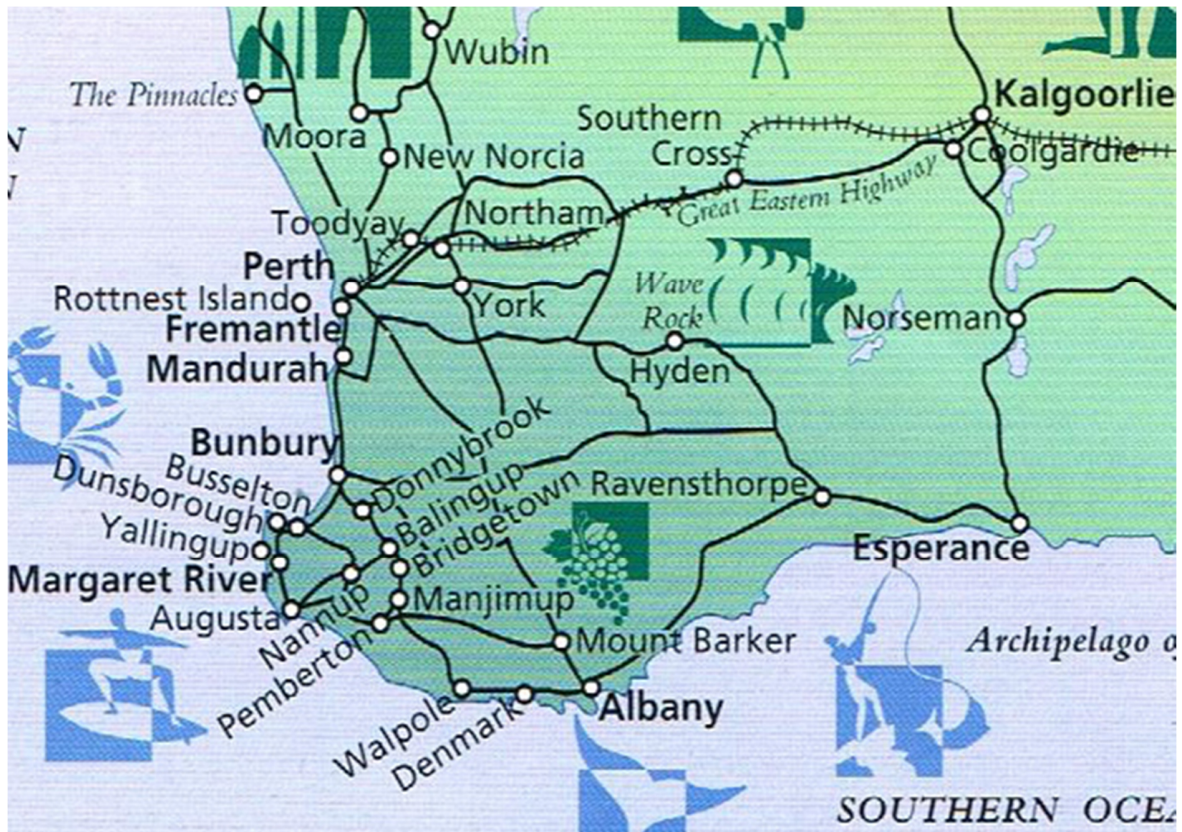 Wubin
The Pinnacles
Kalgoorlie
Moora
Southern
Cross
Coolgardie
New Norcia
Great Eastern Highway
Toodyay
Northam
Perth
Rottnest Island
York
Wave
Rock
Fremantle
Norseman
Mandurah
Hyden
Bunbury
Donnybrook
Busselton
Dunsborough
Balingup
Bridgetown
Ravensthorpe
Yallingup
Esperance
Margaret River
Augusta
Manjimup
Nannup
Pemberton
Mount Barker
Archipelago o
Walpole
Denmark
Albany
SOUTHERN OCEA